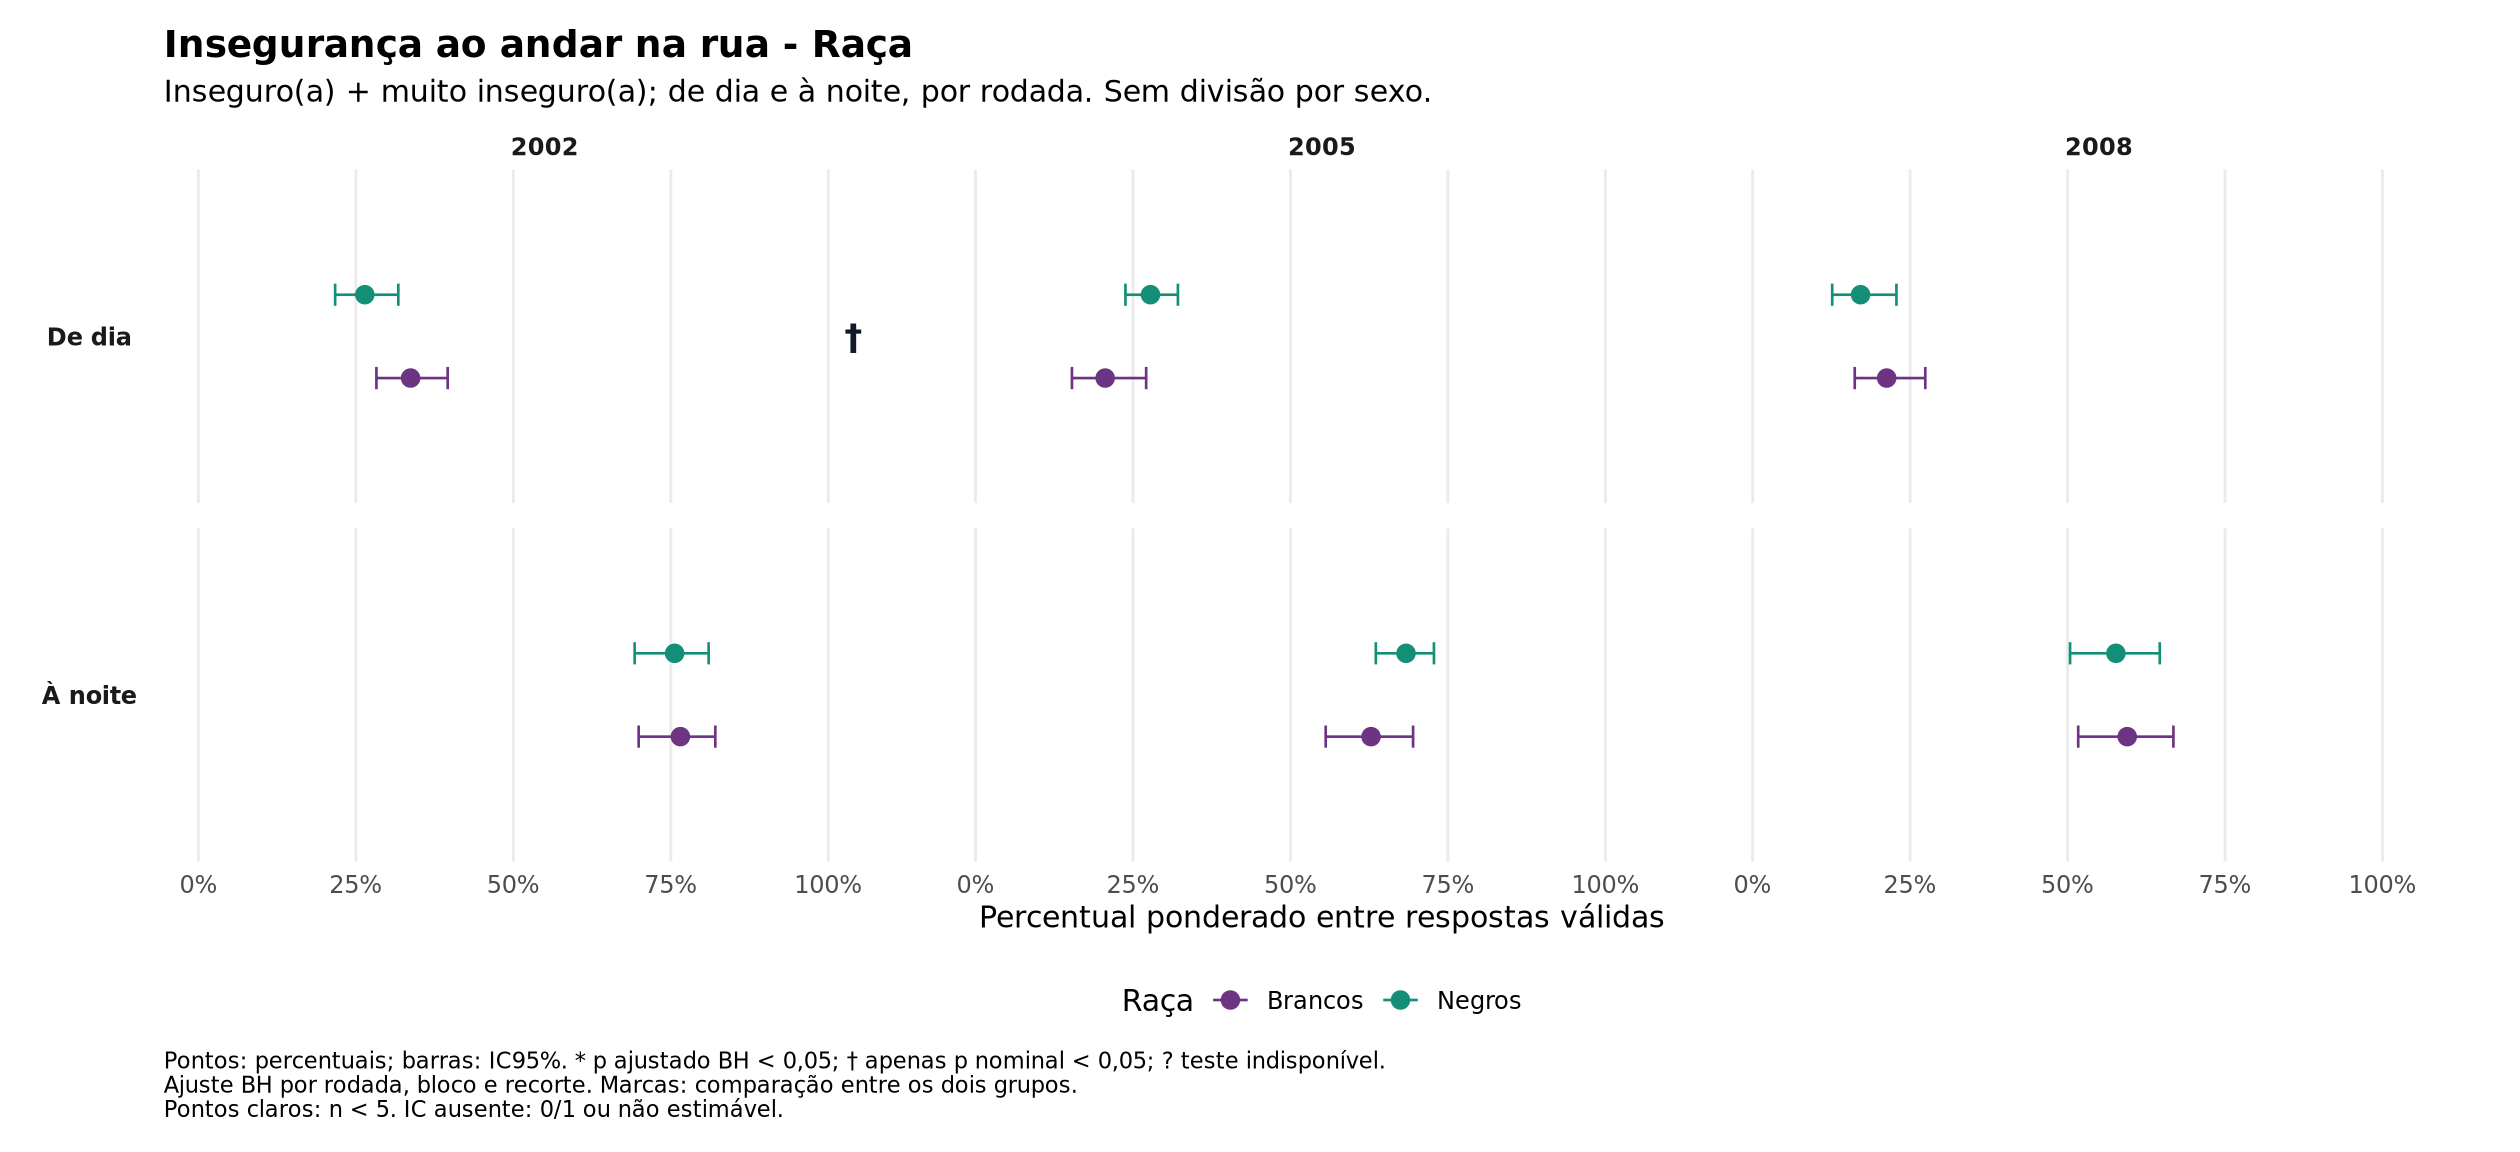 Insegurança ao andar na rua - Raça
Inseguro(a) + muito inseguro(a); de dia e à noite, por rodada. Sem divisão por sexo.
2002 2005 2008
De dia
†
À noite
0% 25% 50% 75% 100% 0% 25% 50% 75% 100% 0% 25% 50% 75% 100%
Percentual ponderado entre respostas válidas
Raça Brancos Negros
Pontos: percentuais; barras: IC95%. * p ajustado BH < 0,05; † apenas p nominal < 0,05; ? teste indisponível.
Ajuste BH por rodada, bloco e recorte. Marcas: comparação entre os dois grupos.
Pontos claros: n < 5. IC ausente: 0/1 ou não estimável.